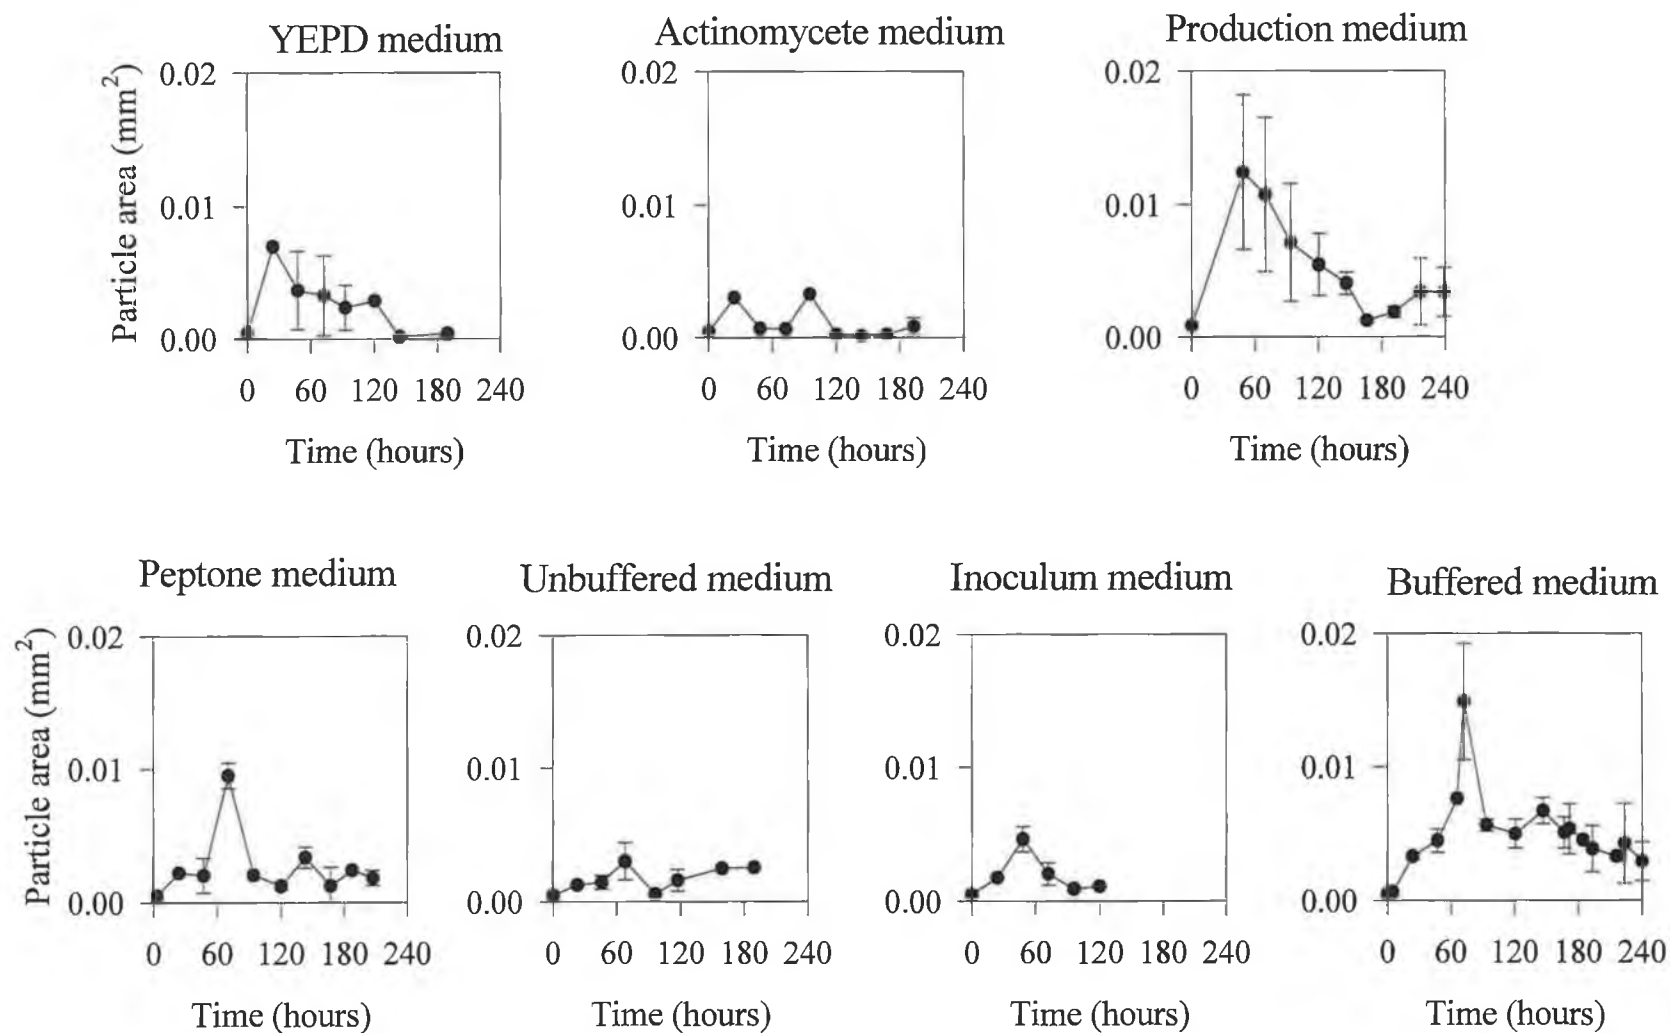 YEPD medium
Particle area (mm²)
0.02
0.01
0.00
0 60 120 180 240
Time (hours)
Actinomycete medium
0.02
0.01
0.00
0 60 120 180 240
Time (hours)
Production medium
0.02
0.01
0.00
0 60 120 180 240
Time (hours)
Peptone medium
Particle area (mm²)
0.02
0.01
0.00
0 60 120 180 240
Time (hours)
Unbuffered medium
0.02
0.01
0.00
0 60 120 180 240
Time (hours)
Inoculum medium
0.02
0.01
0.00
0 60 120 180 240
Time (hours)
Buffered medium
0.02
0.01
0.00
0 60 120 180 240
Time (hours)